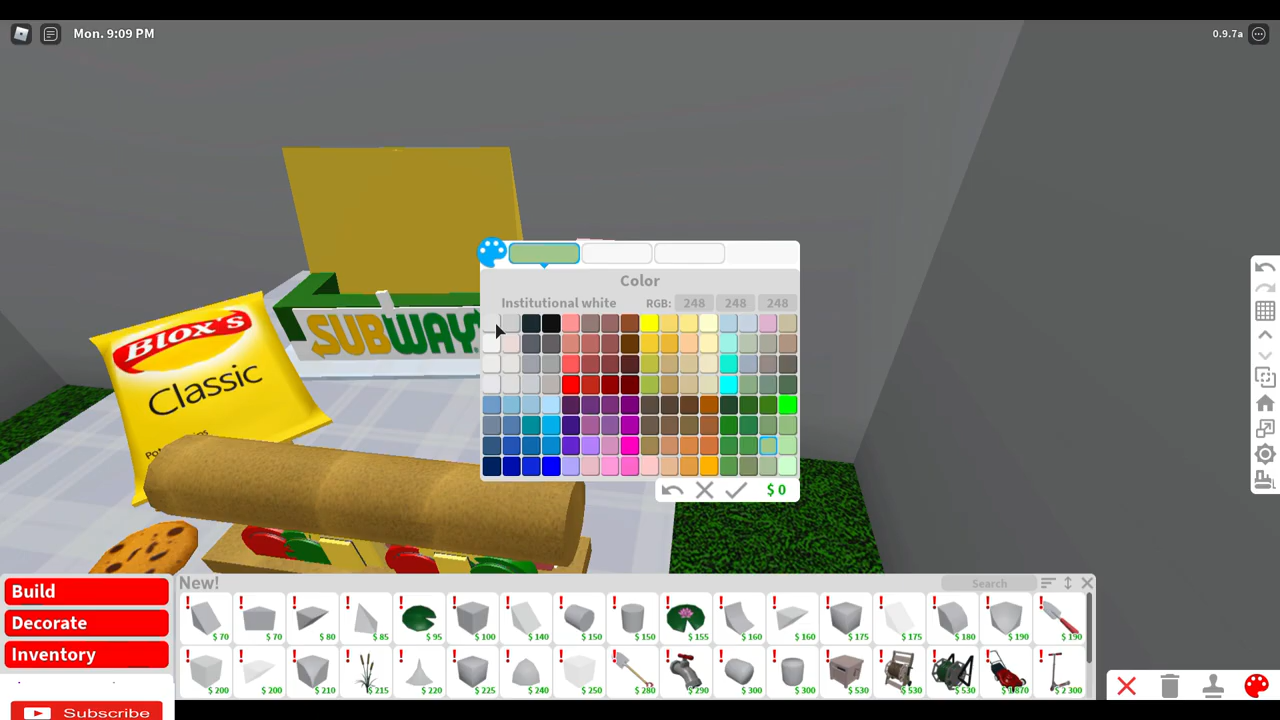 Mon. 9:09 PM
0.9.7a
BLOX'S
Classic
SUBWAY
Color
Institutional white RGB: 248 248 248
$ 0
Build
Decorate
Inventory
New!
Search
$ 70 $ 70 $ 80 $ 85 $ 95 $ 100 $ 140 $ 150 $ 150 $ 155 $ 160 $ 160 $ 175 $ 175 $ 180 $ 190 $ 190
$ 200 $ 200 $ 210 $ 215 $ 220 $ 225 $ 240 $ 250 $ 280 $ 290 $ 300 $ 300 $ 530 $ 530 $ 530 $ 1 870 $ 2 300
Subscribe